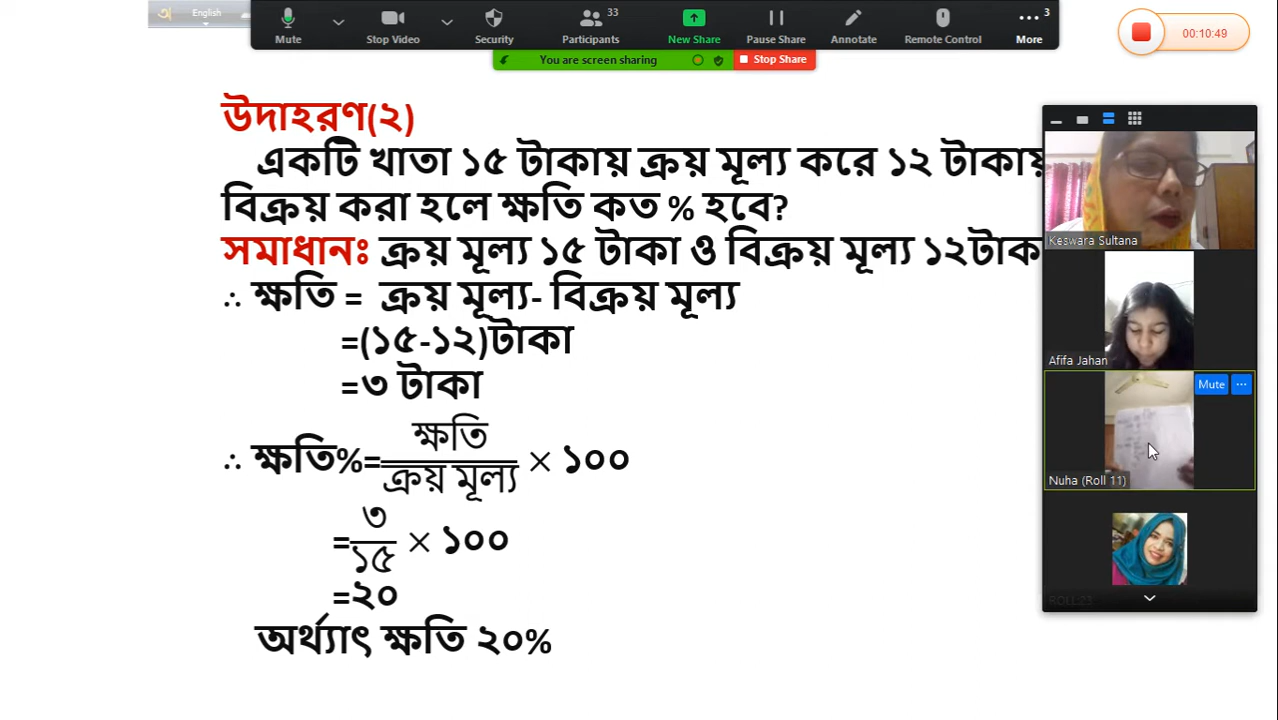 English
Mute
Stop Video
Security
Participants
33
New Share
Pause Share
Annotate
Remote Control
More
3
00:10:49
You are screen sharing
Stop Share
উদাহরণ(২)
একটি খাতা ১৫ টাকায় ক্রয় মূল্য করে ১২ টাকায়
বিক্রয় করা হলে ক্ষতি কত % হবে?
সমাধানঃ ক্রয় মূল্য ১৫ টাকা ও বিক্রয় মূল্য ১২টাক
∴ ক্ষতি = ক্রয় মূল্য- বিক্রয় মূল্য
=(১৫-১২)টাকা
=৩ টাকা
∴ ক্ষতি%=ক্ষতি/ক্রয় মূল্য × ১০০
=৩/১৫ × ১০০
=২০
অর্থ্যাৎ ক্ষতি ২০%
Keswara Sultana
Afifa Jahan
Mute
Nuha (Roll 11)
ROLL:23